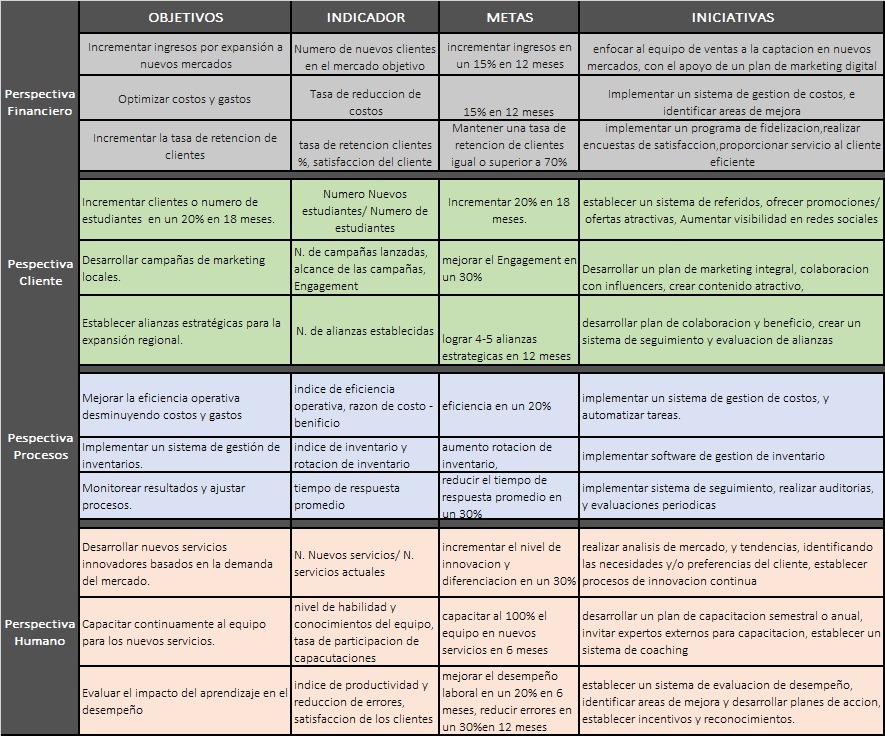 OBJETIVOS
INDICADOR
METAS
INICIATIVAS
Perspectiva
Financiero
Incrementar ingresos por expansión a
nuevos mercados
Numero de nuevos clientes
en el mercado objetivo
incrementar ingresos en
un 15% en 12 meses
enfocar al equipo de ventas a la captacion en nuevos
mercados, con el apoyo de un plan de marketing digital
Optimizar costos y gastos
Tasa de reduccion de
costos
15% en 12 meses
Implementar un sistema de gestion de costos, e
identificar areas de mejora
Incrementar la tasa de retención de
clientes
tasa de retencion clientes
%, satisfaccion del cliente
Mantener una tasa de
retencion de clientes
igual o superior a 70%
implementar un programa de fidelizacion,realizar
encuestas de satisfaccion,proporcionar servicio al cliente
eficiente
Pespectiva
Cliente
Incrementar clientes o numero de
estudiantes  en un 20% en 18 meses.
Numero Nuevos
estudiantes/ Numero de
estudiantes
Incrementar 20% en 18
meses.
establecer un sistema de referidos, ofrecer promociones/
ofertas atractivas, Aumentar visibilidad en redes sociales
Desarrollar campañas de marketing
locales.
N. de campañas lanzadas,
alcance de las campañas,
Engagement
mejorar el Engagement en
un 30%
Desarrollar un plan de marketing integral, colaboracion
con influencers, crear contenido atractivo,
Establecer alianzas estratégicas para la
expansión regional.
N. de alianzas establecidas
lograr 4-5 alianzas
estrategicas en 12 meses
desarrollar plan de colaboracion y beneficio, crear un
sistema de seguimiento y evaluacion de alianzas
Pespectiva
Procesos
Mejorar la eficiencia operativa
desminuyendo costos y gastos
indice de eficiencia
operativa, razon de costo -
benificio
eficiencia en un 20%
implementar un sistema de gestion de costos, y
automatizar tareas.
Implementar un sistema de gestión de
inventarios.
indice de inventario y
rotacion de inventario
aumento rotacion de
inventario,
implementar software de gestion de inventario
Monitorear resultados y ajustar
procesos.
tiempo de respuesta
promedio
reducir el tiempo de
respuesta promedio en
un 30%
implementar sistema de seguimiento, realizar auditorias,
y evaluaciones periodicas
Perspectiva
Humano
Desarrollar nuevos servicios
innovadores basados en la demanda
del mercado.
N. Nuevos servicios/ N.
servicios actuales
incrementar el nivel de
innovacion y
diferenciacion en un 30%
realizar analisis de mercado, y tendencias, identificando
las necesidades y/o preferencias del cliente, establecer
procesos de innovacion continua
Capacitar continuamente al equipo
para los nuevos servicios.
nivel de habilidad y
conocimientos del equipo,
tasa de participacion de
capacutaciones
capacitar al 100% el
equipo en nuevos
servicios en 6 meses
desarrollar un plan de capacitacion semestral o anual,
invitar expertos externos para capacitacion, establecer un
sistema de coaching
Evaluar el impacto del aprendizaje en el
desempeño
indice de productividad y
reduccion de errores,
satisfaccion de los clientes
mejorar el desempeño
laboral en un 20% en 6
meses, reducir errores en
un 30%en 12 meses
establecer un sistema de evaluacion de desempeño,
identificar areas de mejora y desarrollar planes de accion,
establecer incentivos y reconocimientos.